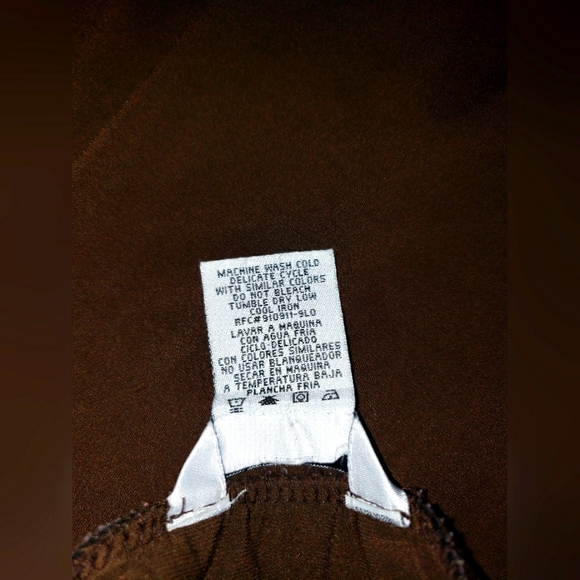 MACHINE WASH COLD
DELICATE CYCLE
WITH SIMILAR COLORS
DO NOT BLEACH
TUMBLE DRY LOW
COOL IRON
RFC#910911-9L0
LAVAR A MAQUINA
CON AGUA FRIA
CICLO-DELICADO
CON COLORES SIMILARES
NO USAR BLANQUEADOR
SECAR EN MAQUINA
A TEMPERATURA BAJA
PLANCHA FRIA